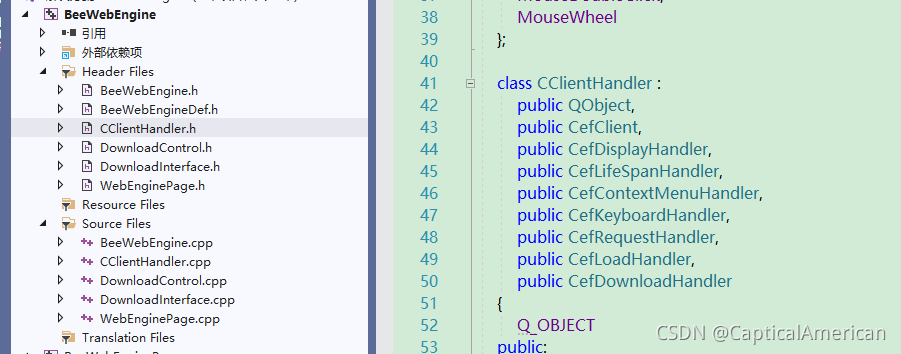 BeeWebEngine
引用
外部依赖项
Header Files
BeeWebEngine.h
BeeWebEngineDef.h
CClientHandler.h
DownloadControl.h
DownloadInterface.h
WebEnginePage.h
Resource Files
Source Files
BeeWebEngine.cpp
CClientHandler.cpp
DownloadControl.cpp
DownloadInterface.cpp
WebEnginePage.cpp
Translation Files
38 MouseWheel
39 };
40
41 class CClientHandler :
42 public QObject,
43 public CefClient,
44 public CefDisplayHandler,
45 public CefLifeSpanHandler,
46 public CefContextMenuHandler,
47 public CefKeyboardHandler,
48 public CefRequestHandler,
49 public CefLoadHandler,
50 public CefDownloadHandler
51 {
52 Q_OBJECT
53 public:
CSDN @CapticalAmerican